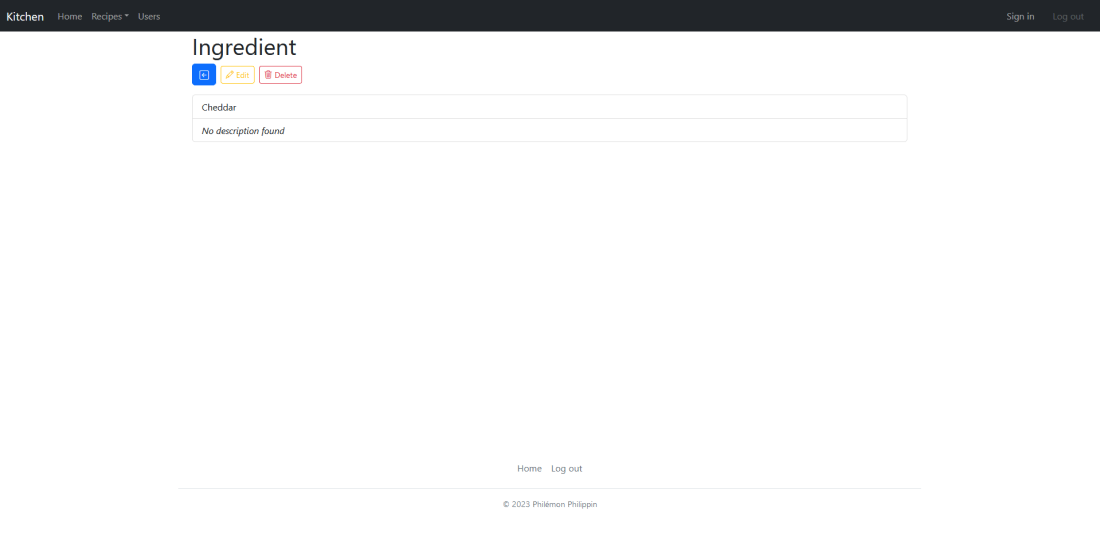 Kitchen Home Recipes Users Sign in Log out
Ingredient
Edit Delete
Cheddar
No description found
Home Log out
© 2023 Philémon Philippin